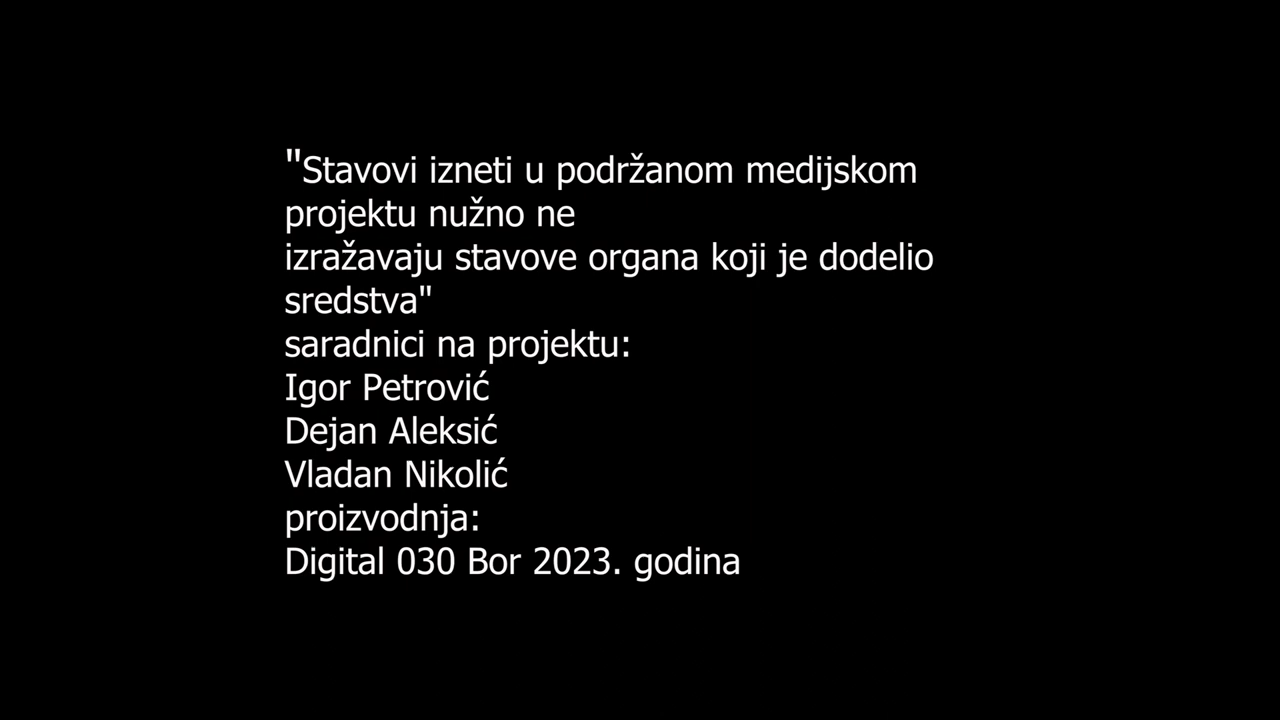 "Stavovi izneti u podržanom medijskom
projektu nužno ne
izražavaju stavove organa koji je dodelio
sredstva"
saradnici na projektu:
Igor Petrović
Dejan Aleksić
Vladan Nikolić
proizvodnja:
Digital 030 Bor 2023. godina